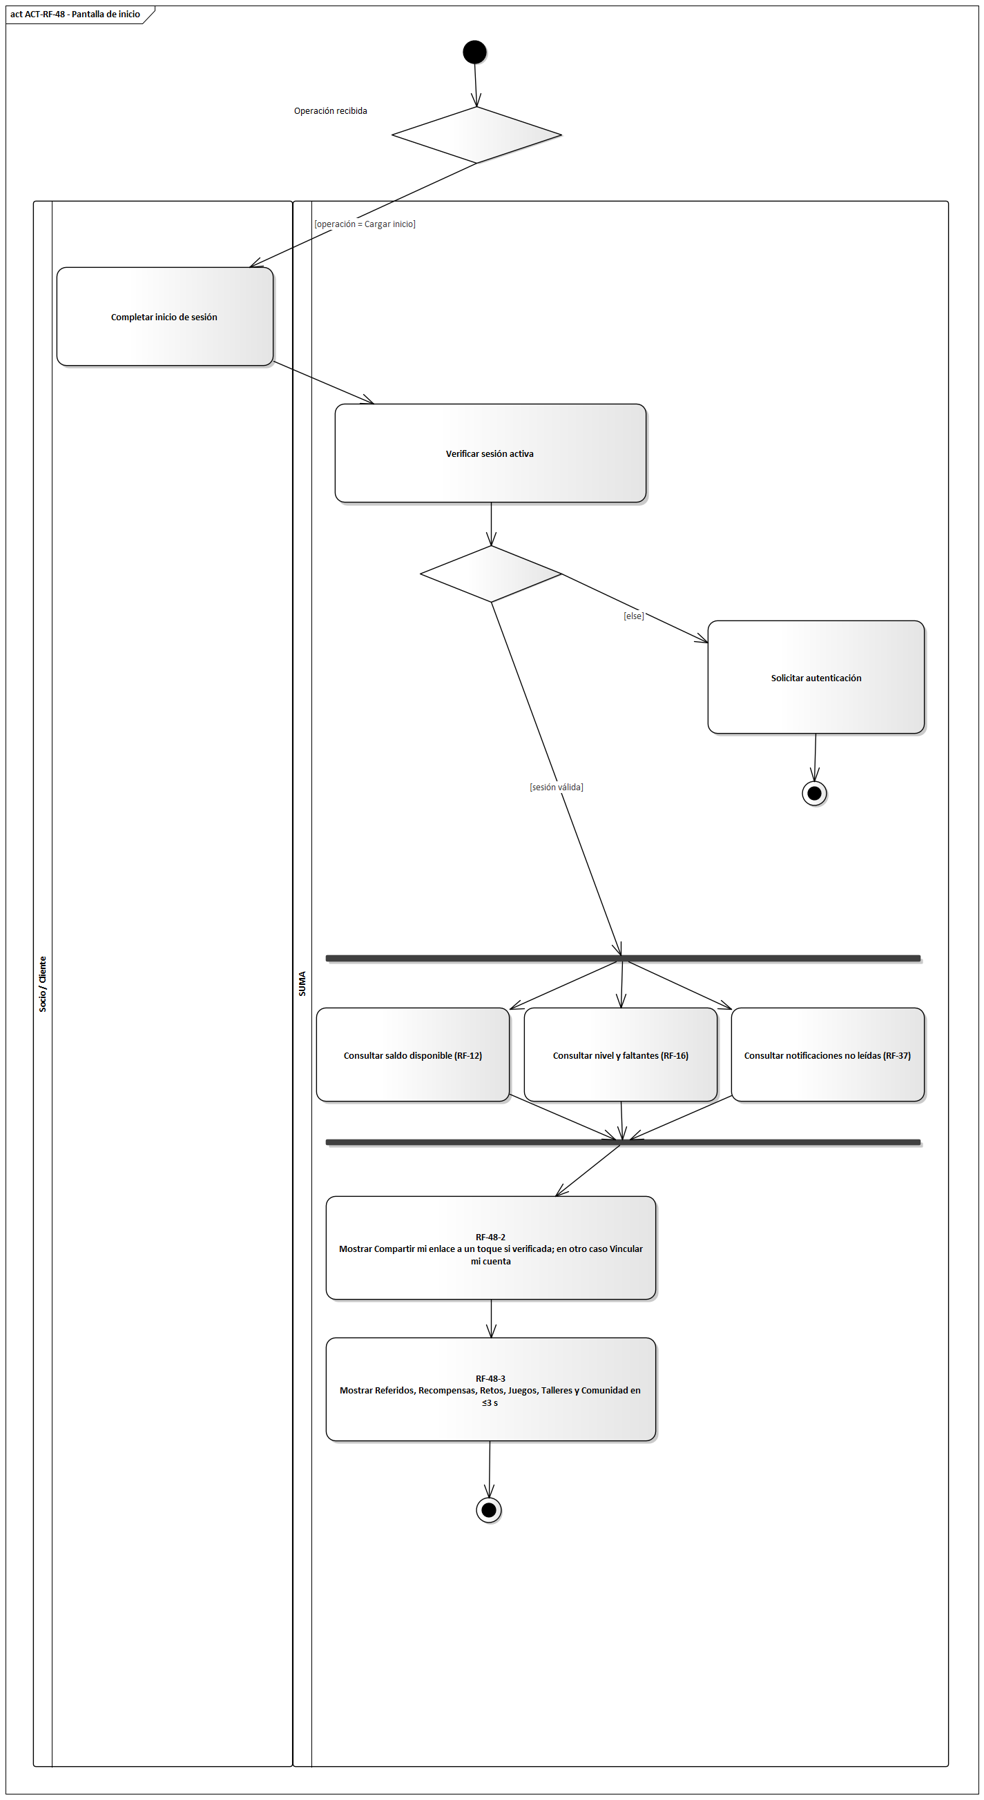 act ACT-RF-48 - Pantalla de inicio
Operación recibida
[operación = Cargar inicio]
Completar inicio de sesión
Verificar sesión activa
[else]
Solicitar autenticación
[sesión válida]
Socio / Cliente
SUMA
Consultar saldo disponible (RF-12)
Consultar nivel y faltantes (RF-16)
Consultar notificaciones no leídas (RF-37)
RF-48-2
Mostrar Compartir mi enlace a un toque si verificada; en otro caso Vincular
mi cuenta
RF-48-3
Mostrar Referidos, Recompensas, Retos, Juegos, Talleres y Comunidad en
≤3 s